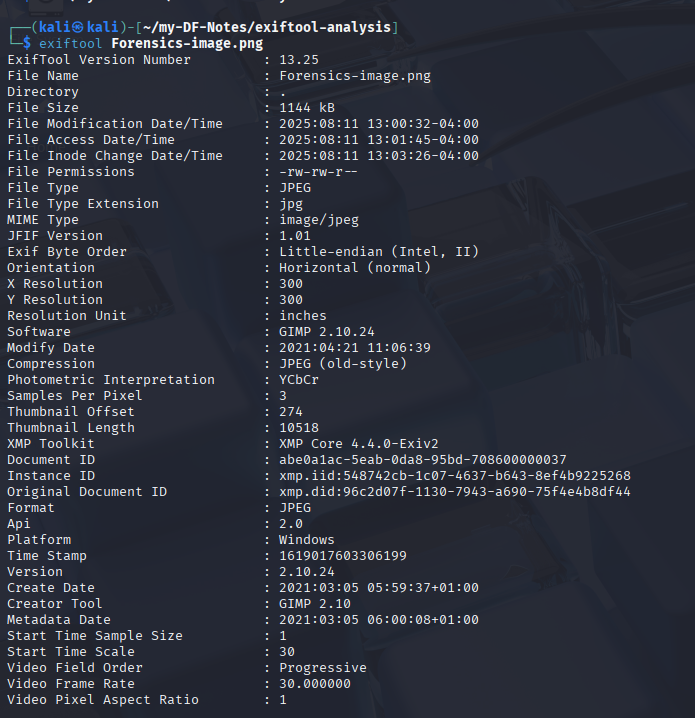 ┌──(kali㉿kali)-[~/my-DF-Notes/exiftool-analysis]
└─$ exiftool Forensics-image.png
ExifTool Version Number         : 13.25
File Name                       : Forensics-image.png
Directory                       : .
File Size                       : 1144 kB
File Modification Date/Time     : 2025:08:11 13:00:32-04:00
File Access Date/Time           : 2025:08:11 13:01:45-04:00
File Inode Change Date/Time     : 2025:08:11 13:03:26-04:00
File Permissions                : -rw-rw-r--
File Type                       : JPEG
File Type Extension             : jpg
MIME Type                       : image/jpeg
JFIF Version                    : 1.01
Exif Byte Order                 : Little-endian (Intel, II)
Orientation                     : Horizontal (normal)
X Resolution                    : 300
Y Resolution                    : 300
Resolution Unit                 : inches
Software                        : GIMP 2.10.24
Modify Date                     : 2021:04:21 11:06:39
Compression                     : JPEG (old-style)
Photometric Interpretation      : YCbCr
Samples Per Pixel               : 3
Thumbnail Offset                : 274
Thumbnail Length                : 10518
XMP Toolkit                     : XMP Core 4.4.0-Exiv2
Document ID                     : abe0a1ac-5eab-0da8-95bd-708600000037
Instance ID                     : xmp.iid:548742cb-1c07-4637-b643-8ef4b9225268
Original Document ID            : xmp.did:96c2d07f-1130-7943-a690-75f4e4b8df44
Format                          : JPEG
Api                             : 2.0
Platform                        : Windows
Time Stamp                      : 1619017603306199
Version                         : 2.10.24
Create Date                     : 2021:03:05 05:59:37+01:00
Creator Tool                    : GIMP 2.10
Metadata Date                   : 2021:03:05 06:00:08+01:00
Start Time Sample Size          : 1
Start Time Scale                : 30
Video Field Order               : Progressive
Video Frame Rate                : 30.000000
Video Pixel Aspect Ratio        : 1